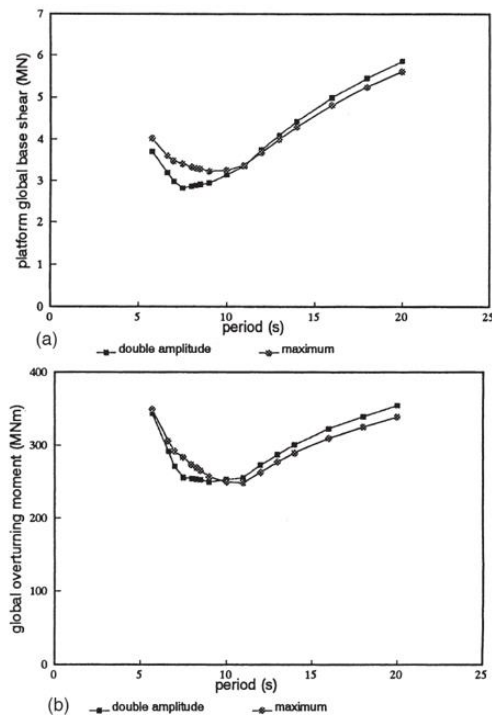 7
6
5
4
3
2
1
0
platform global base shear (MN)
0 5 10 15 20 25
period (s)
(a)
double amplitude maximum
400
300
200
100
0
global overturning moment (MNm)
0 5 10 15 20 25
period (s)
(b)
double amplitude maximum